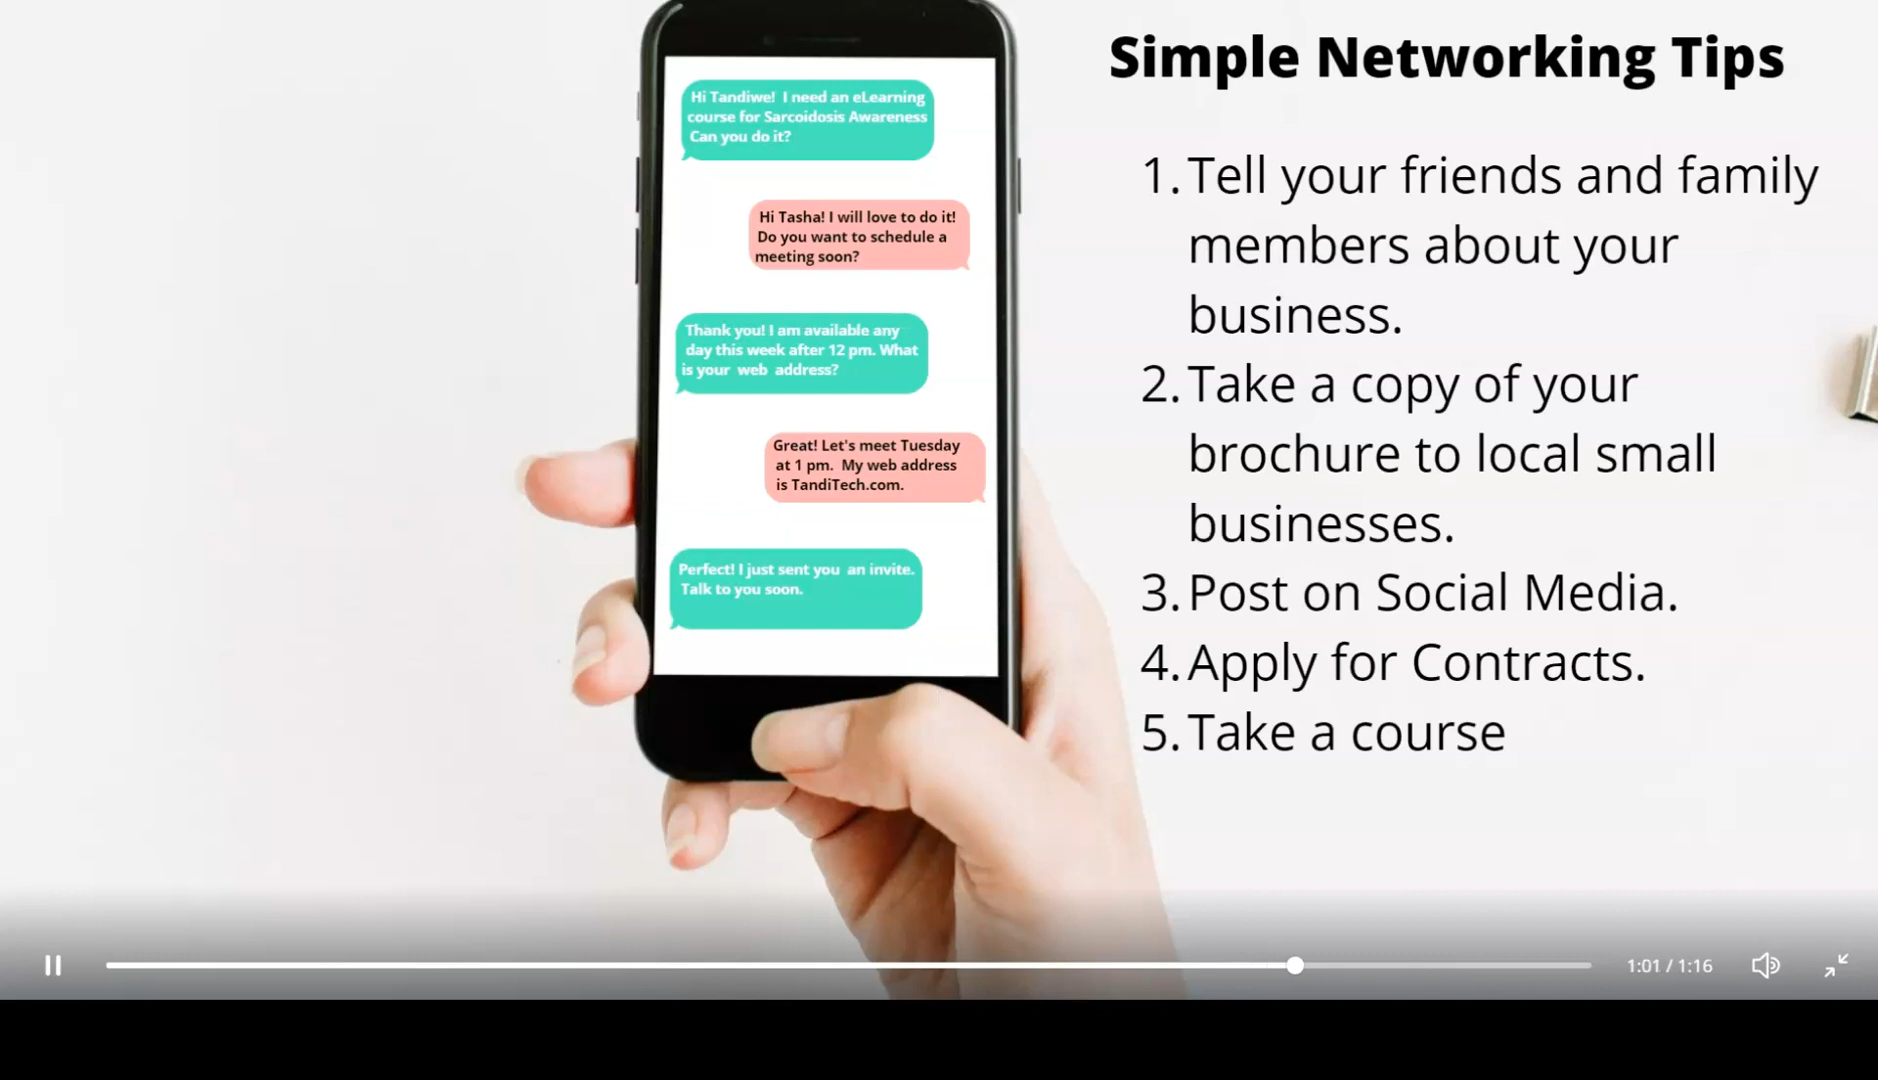 Hi Tandiwe! I need an eLearning
course for Sarcoidosis Awareness
Can you do it?
Hi Tasha! I will love to do it!
Do you want to schedule a
meeting soon?
Thank you! I am available any
day this week after 12 pm. What
is your web address?
Great! Let's meet Tuesday
at 1 pm. My web address
is TandiTech.com.
Perfect! I just sent you an invite.
Talk to you soon.
Simple Networking Tips
1. Tell your friends and family
members about your
business.
2. Take a copy of your
brochure to local small
businesses.
3. Post on Social Media.
4. Apply for Contracts.
5. Take a course
1:01 / 1:16